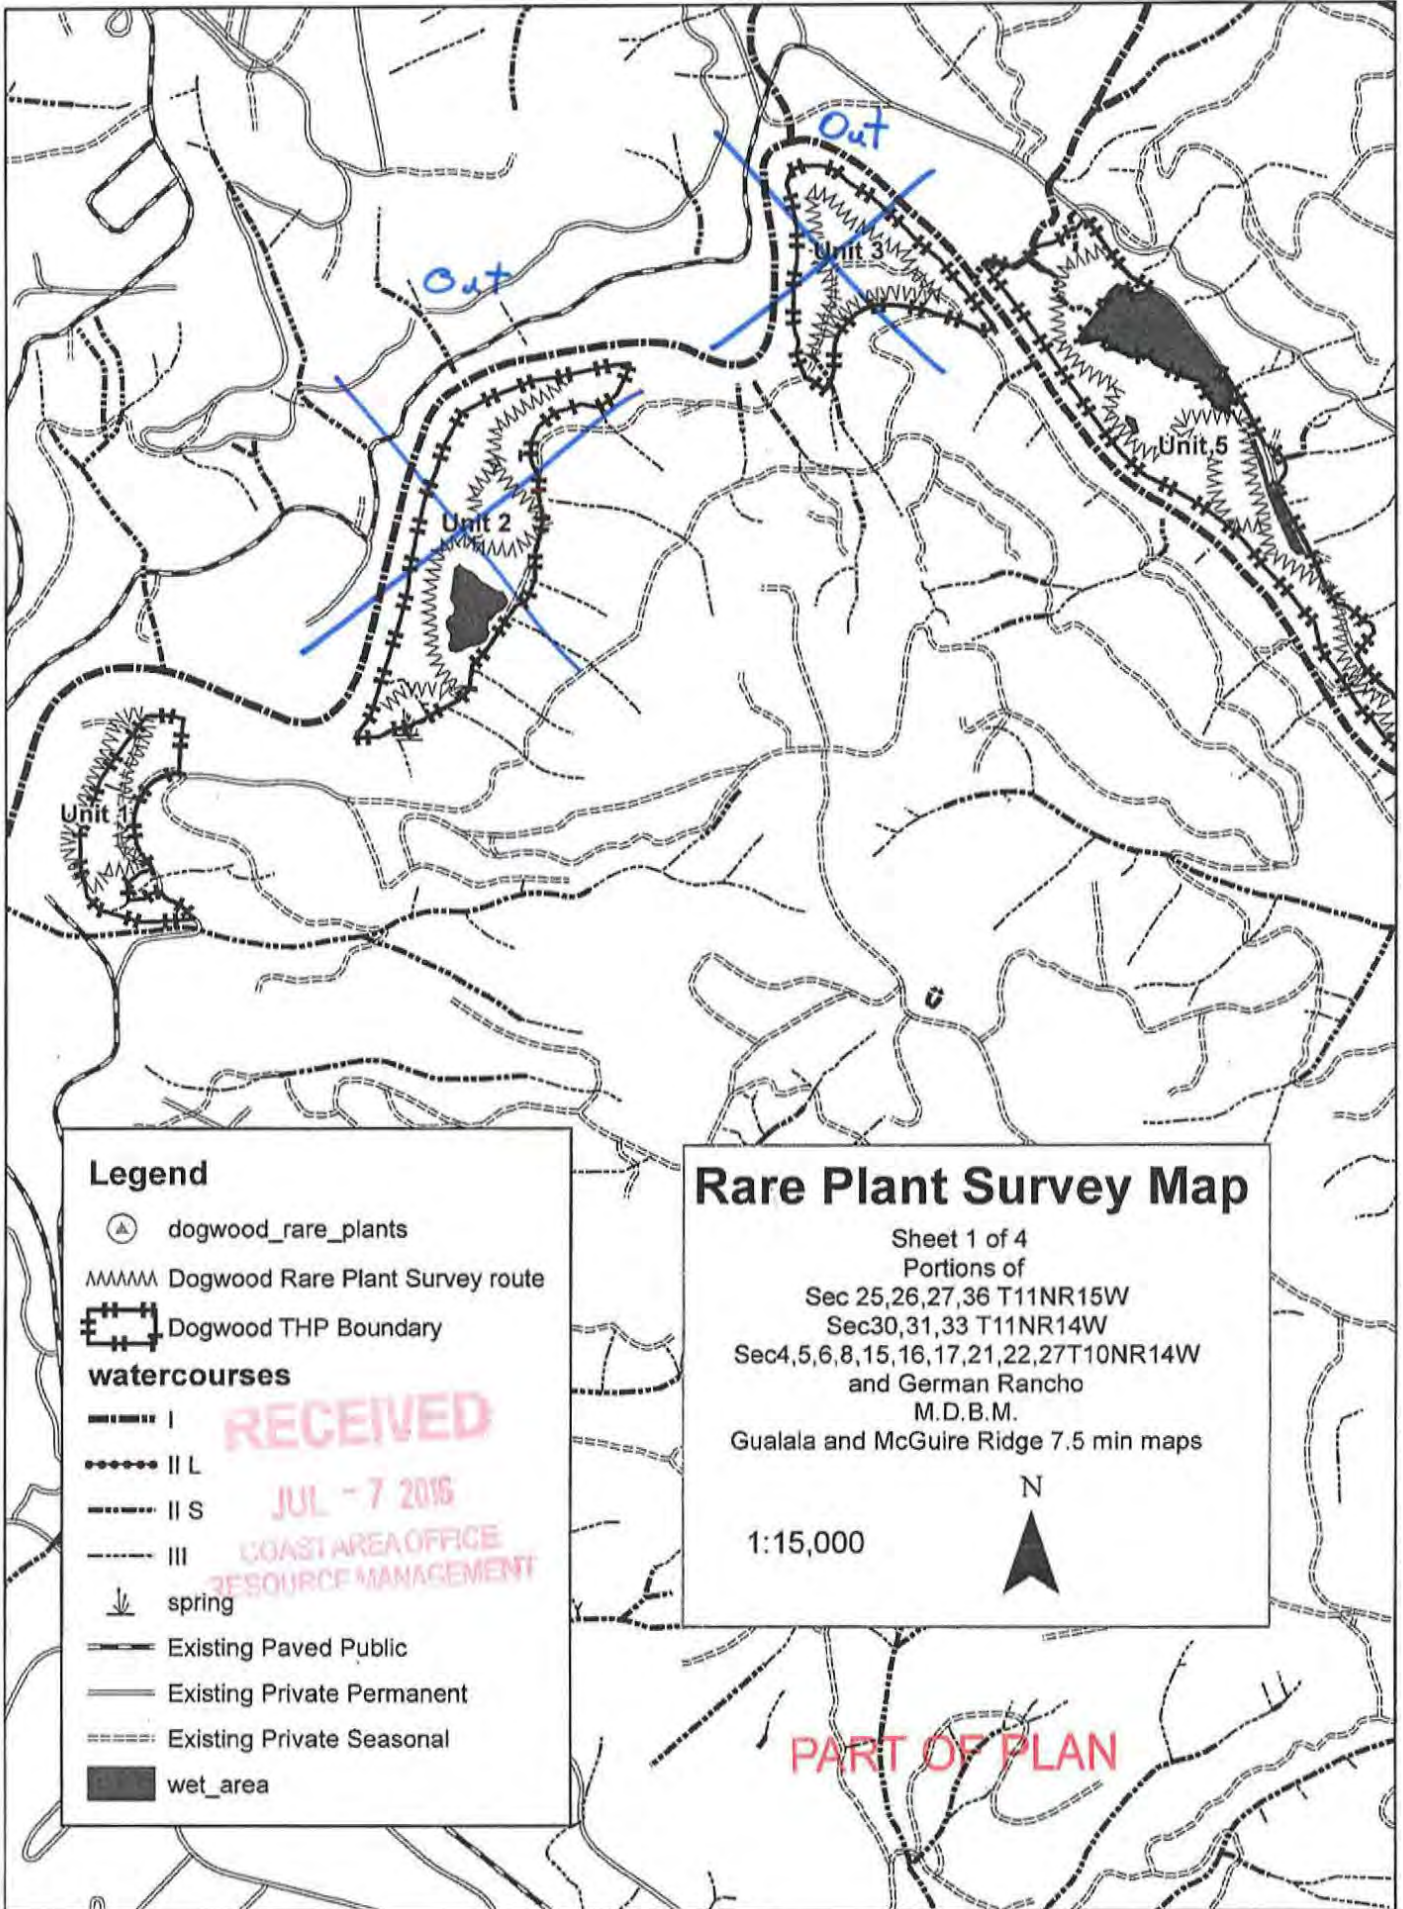 Out
Unit 3
Out
Unit 5
Unit 2
Unit 1
Legend
dogwood_rare_plants
Dogwood Rare Plant Survey route
Dogwood THP Boundary
watercourses
I
II L
II S
III
spring
Existing Paved Public
Existing Private Permanent
Existing Private Seasonal
wet_area
RECEIVED
JUL - 7 2016
COAST AREA OFFICE
RESOURCE MANAGEMENT
Rare Plant Survey Map
Sheet 1 of 4
Portions of
Sec 25,26,27,36 T11NR15W
Sec30,31,33 T11NR14W
Sec4,5,6,8,15,16,17,21,22,27T10NR14W
and German Rancho
M.D.B.M.
Gualala and McGuire Ridge 7.5 min maps
N
1:15,000
PART OF PLAN